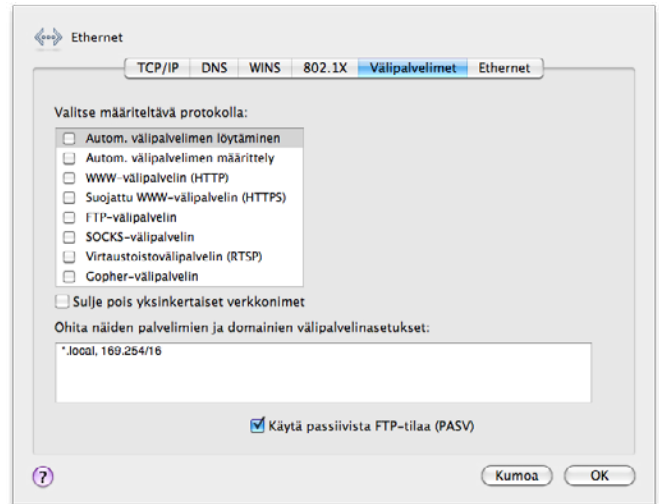 Ethernet
TCP/IP DNS WINS 802.1X Välipalvelimet Ethernet
Valitse määriteltävä protokolla:
Autom. välipalvelimen löytäminen
Autom. välipalvelimen määrittely
WWW-välipalvelin (HTTP)
Suojattu WWW-välipalvelin (HTTPS)
FTP-välipalvelin
SOCKS-välipalvelin
Virtaustoistovälipalvelin (RTSP)
Gopher-välipalvelin
Sulje pois yksinkertaiset verkkonimet
Ohita näiden palvelimien ja domainien välipalvelinasetukset:
*.local, 169.254/16
Käytä passiivista FTP-tilaa (PASV)
? Kumoa OK